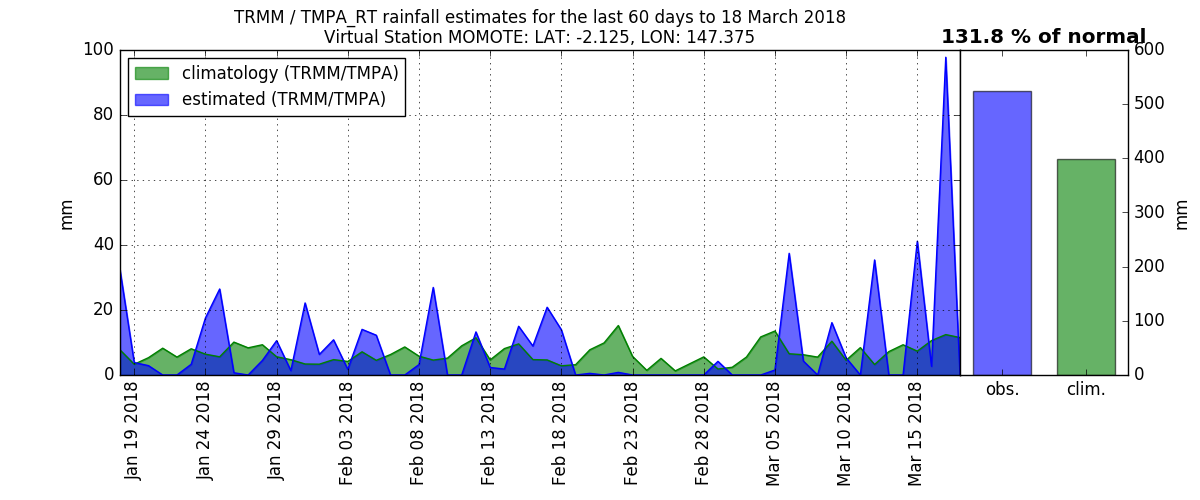 TRMM / TMPA_RT rainfall estimates for the last 60 days to 18 March 2018
Virtual Station MOMOTE: LAT: -2.125, LON: 147.375
131.8 % of normal
climatology (TRMM/TMPA)
estimated (TRMM/TMPA)
100
80
60
40
20
0
mm
Jan 19 2018
Jan 24 2018
Jan 29 2018
Feb 03 2018
Feb 08 2018
Feb 13 2018
Feb 18 2018
Feb 23 2018
Feb 28 2018
Mar 05 2018
Mar 10 2018
Mar 15 2018
600
500
400
300
200
100
0
mm
obs.
clim.